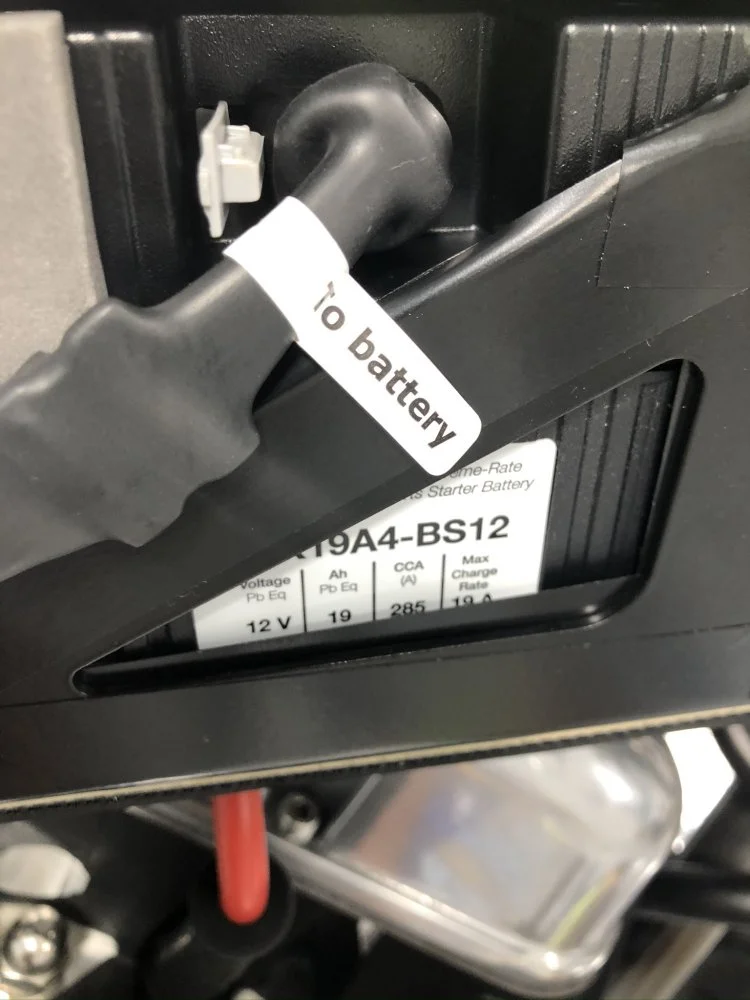 To battery
me-Rate
s Starter Battery
19A4-BS12
Voltage
Pb Eq
12 V
Ah
Pb Eq
19
CCA
(A)
285
Max
Charge
Rate
19 A